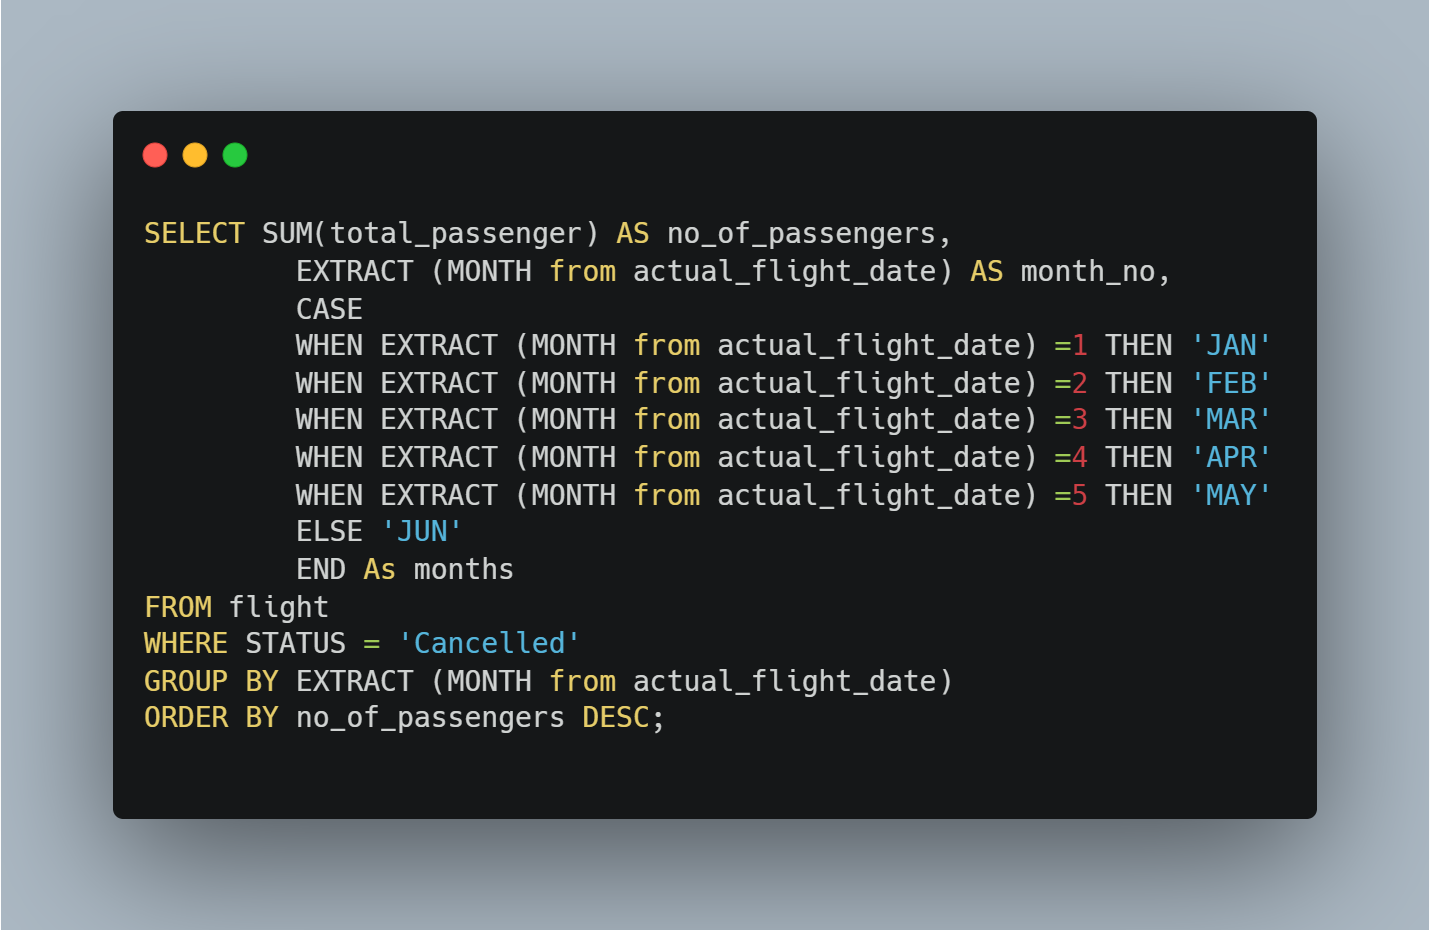 SELECT SUM(total_passenger) AS no_of_passengers,
         EXTRACT (MONTH from actual_flight_date) AS month_no,
         CASE
         WHEN EXTRACT (MONTH from actual_flight_date) =1 THEN 'JAN'
         WHEN EXTRACT (MONTH from actual_flight_date) =2 THEN 'FEB'
         WHEN EXTRACT (MONTH from actual_flight_date) =3 THEN 'MAR'
         WHEN EXTRACT (MONTH from actual_flight_date) =4 THEN 'APR'
         WHEN EXTRACT (MONTH from actual_flight_date) =5 THEN 'MAY'
         ELSE 'JUN'
         END As months
FROM flight
WHERE STATUS = 'Cancelled'
GROUP BY EXTRACT (MONTH from actual_flight_date)
ORDER BY no_of_passengers DESC;